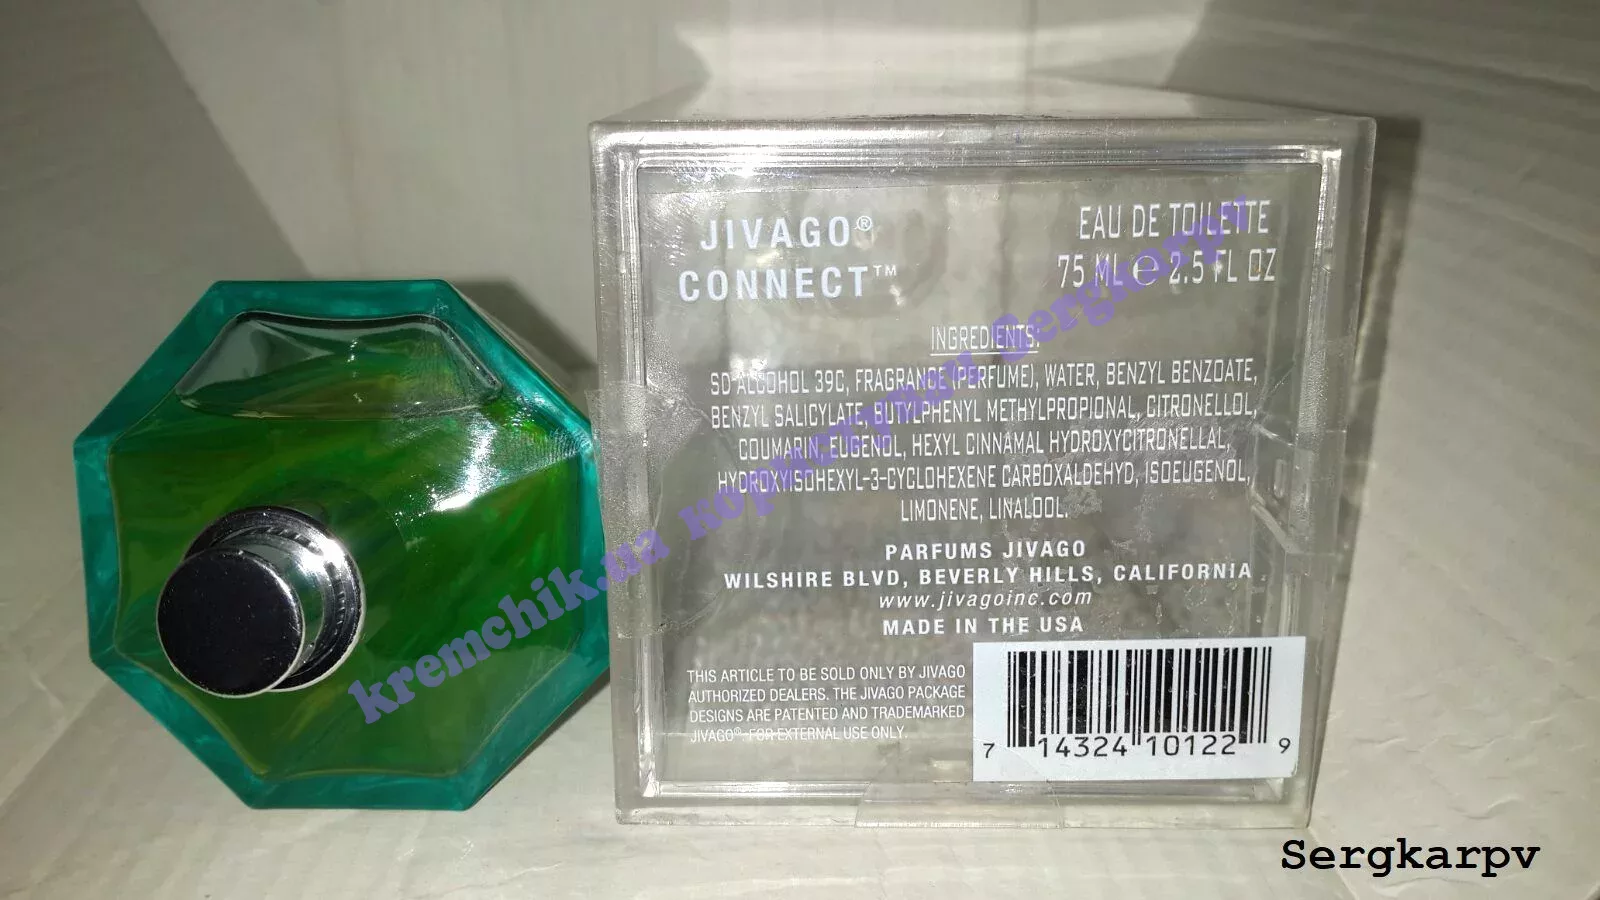 JIVAGO®
CONNECT™
EAU DE TOILETTE
75 ML ℮ 2.5 FL OZ
INGREDIENTS:
SD ALCOHOL 39C, FRAGRANCE (PERFUME), WATER, BENZYL BENZOATE,
BENZYL SALICYLATE, BUTYLPHENYL METHYLPROPIONAL, CITRONELLOL,
COUMARIN, EUGENOL, HEXYL CINNAMAL HYDROXYCITRONELLAL,
HYDROXYISOHEXYL-3-CYCLOHEXENE CARBOXALDEHYD, ISOEUGENOL,
LIMONENE, LINALOOL.
PARFUMS JIVAGO
WILSHIRE BLVD, BEVERLY HILLS, CALIFORNIA
www.jivagoinc.com
MADE IN THE USA
THIS ARTICLE TO BE SOLD ONLY BY JIVAGO
AUTHORIZED DEALERS. THE JIVAGO PACKAGE
DESIGNS ARE PATENTED AND TRADEMARKED
JIVAGO® FOR EXTERNAL USE ONLY.
7 14324 10122 9
kremchik.ua користувач Sergkarpv
Sergkarpv